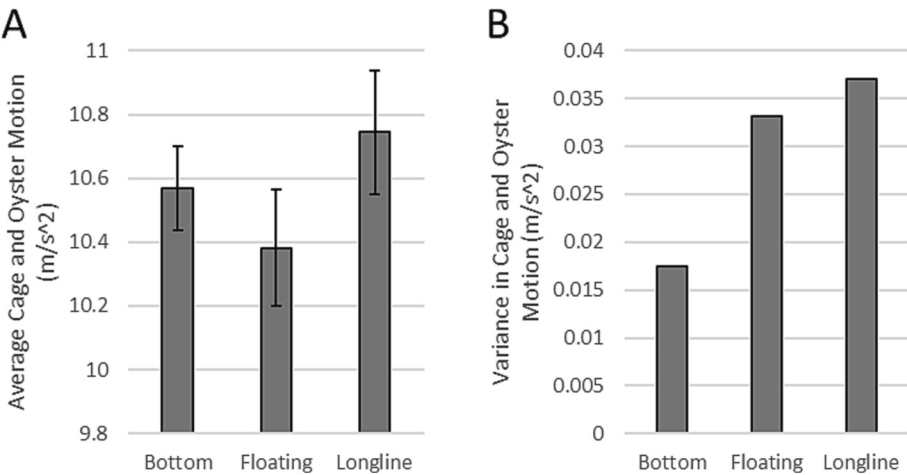 A
Average Cage and Oyster Motion
(m/s^2)
11
10.8
10.6
10.4
10.2
10
9.8
Bottom Floating Longline
B
Variance in Cage and Oyster
Motion (m/s^2)
0.04
0.035
0.03
0.025
0.02
0.015
0.01
0.005
0
Bottom Floating Longline